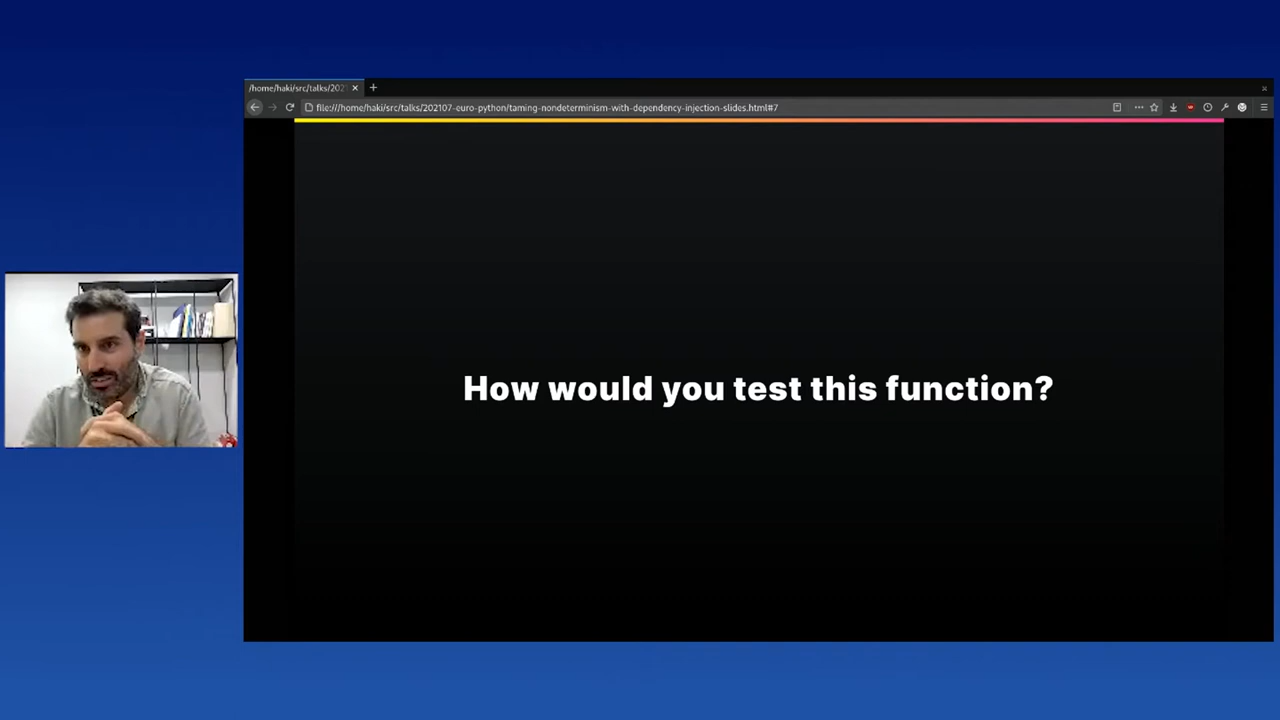 /home/haki/src/talks/202
file:///home/haki/src/talks/202107-euro-python/taming-nondeterminism-with-dependency-injection-slides.html#7
How would you test this function?